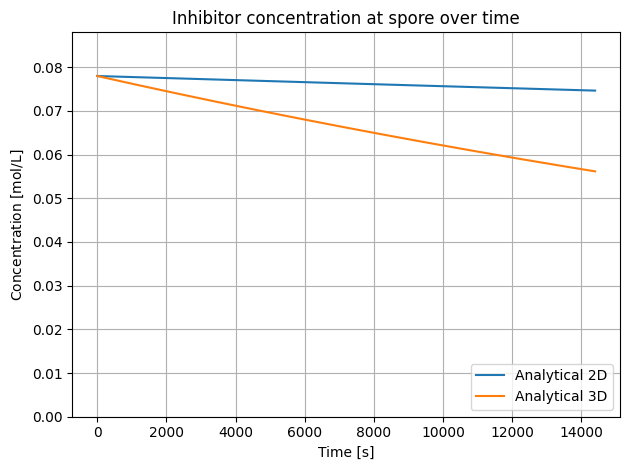 Inhibitor concentration at spore over time
Concentration [mol/L]
0.08
0.07
0.06
0.05
0.04
0.03
0.02
0.01
0.00
Analytical 2D
Analytical 3D
0 2000 4000 6000 8000 10000 12000 14000
Time [s]